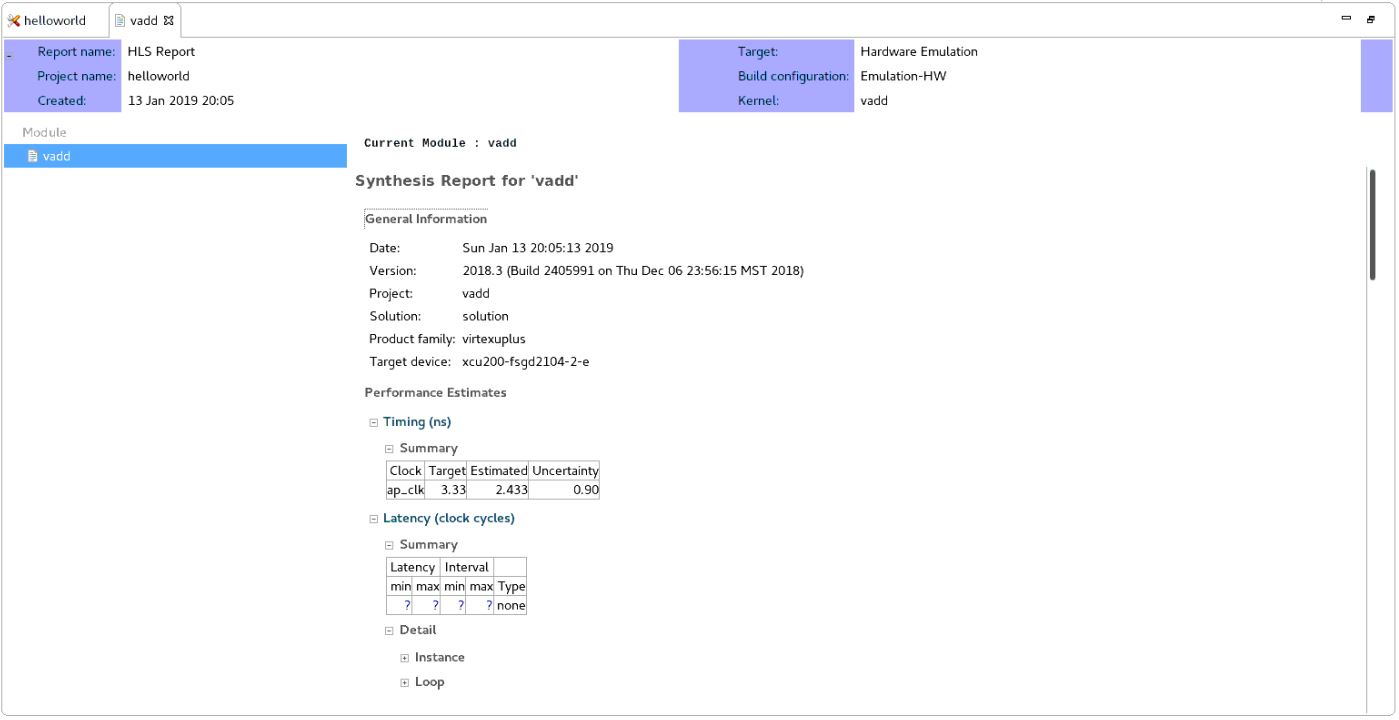 helloworld vadd
Report name: HLS Report Target: Hardware Emulation
Project name: helloworld Build configuration: Emulation-HW
Created: 13 Jan 2019 20:05 Kernel: vadd
Module
vadd
Current Module : vadd
Synthesis Report for 'vadd'
General Information
Date: Sun Jan 13 20:05:13 2019
Version: 2018.3 (Build 2405991 on Thu Dec 06 23:56:15 MST 2018)
Project: vadd
Solution: solution
Product family: virtexuplus
Target device: xcu200-fsgd2104-2-e
Performance Estimates
Timing (ns)
Summary
Clock Target Estimated Uncertainty
ap_clk 3.33 2.433 0.90
Latency (clock cycles)
Summary
Latency Interval
min max min max Type
? ? ? ? none
Detail
Instance
Loop